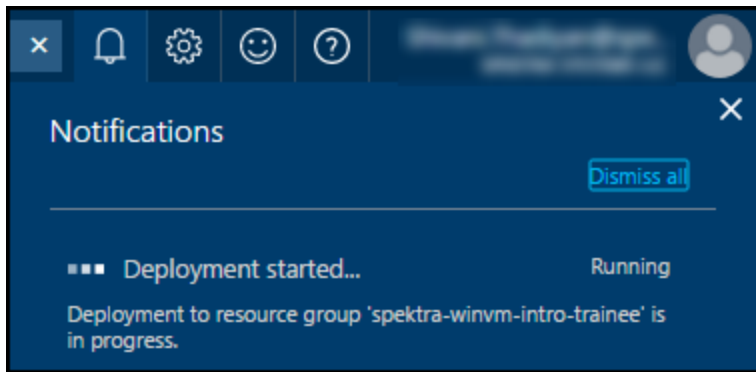 Notifications
Dismiss all
Deployment started...
Running
Deployment to resource group 'spektra-winvm-intro-trainee' is
in progress.